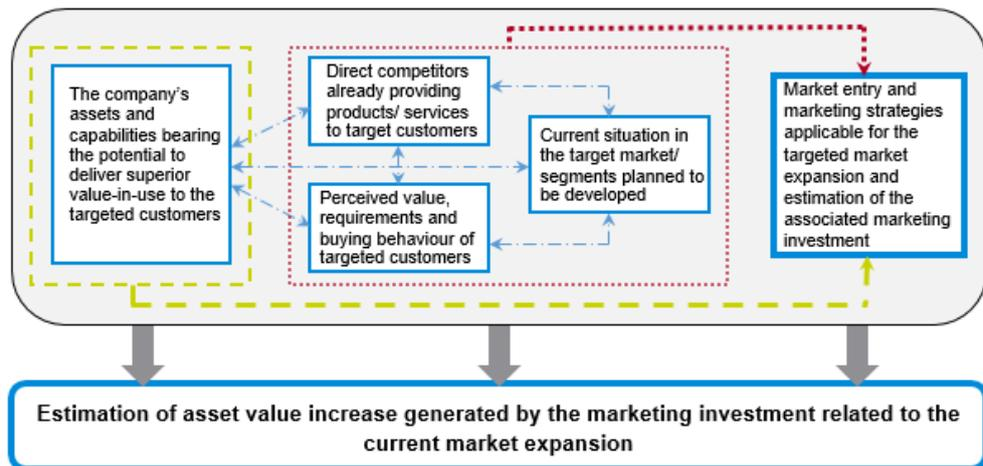 The company's
assets and
capabilities bearing
the potential to
deliver superior
value-in-use to the
targeted customers
Direct competitors
already providing
products/ services
to target customers
Perceived value,
requirements and
buying behaviour of
targeted customers
Current situation in
the target market/
segments planned to
be developed
Market entry and
marketing strategies
applicable for the
targeted market
expansion and
estimation of the
associated marketing
investment
Estimation of asset value increase generated by the marketing investment related to the
current market expansion